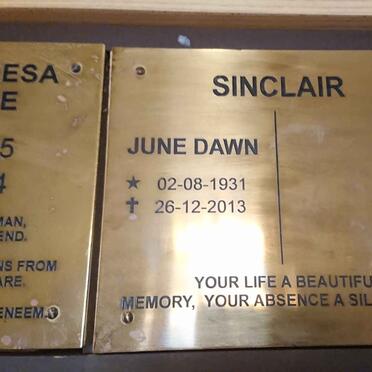 ESA
E
5
4
MAN,
END.
NS FROM
ARE.
ENEEM.
SINCLAIR
JUNE DAWN
★ 02-08-1931
✝ 26-12-2013
YOUR LIFE A BEAUTIFU
MEMORY, YOUR ABSENCE A SIL